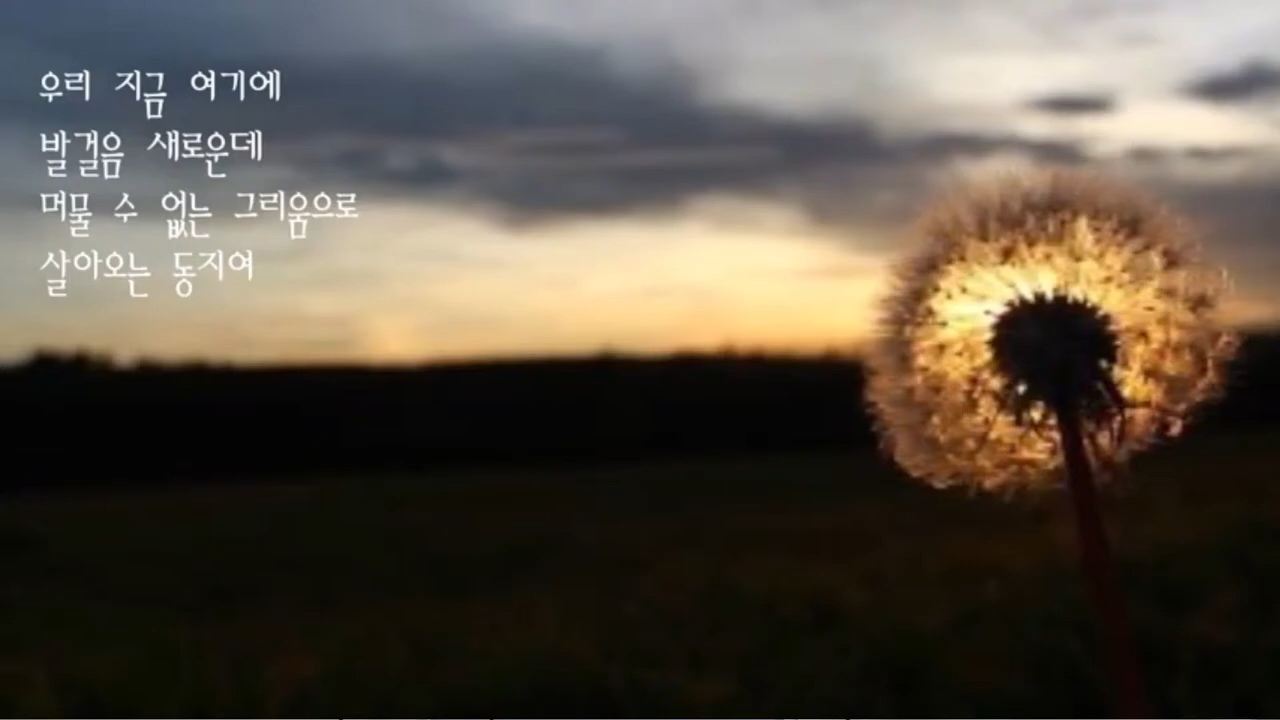 우리 지금 여기에
발걸음 새로운데
머물 수 없는 그리움으로
살아오는 동지여